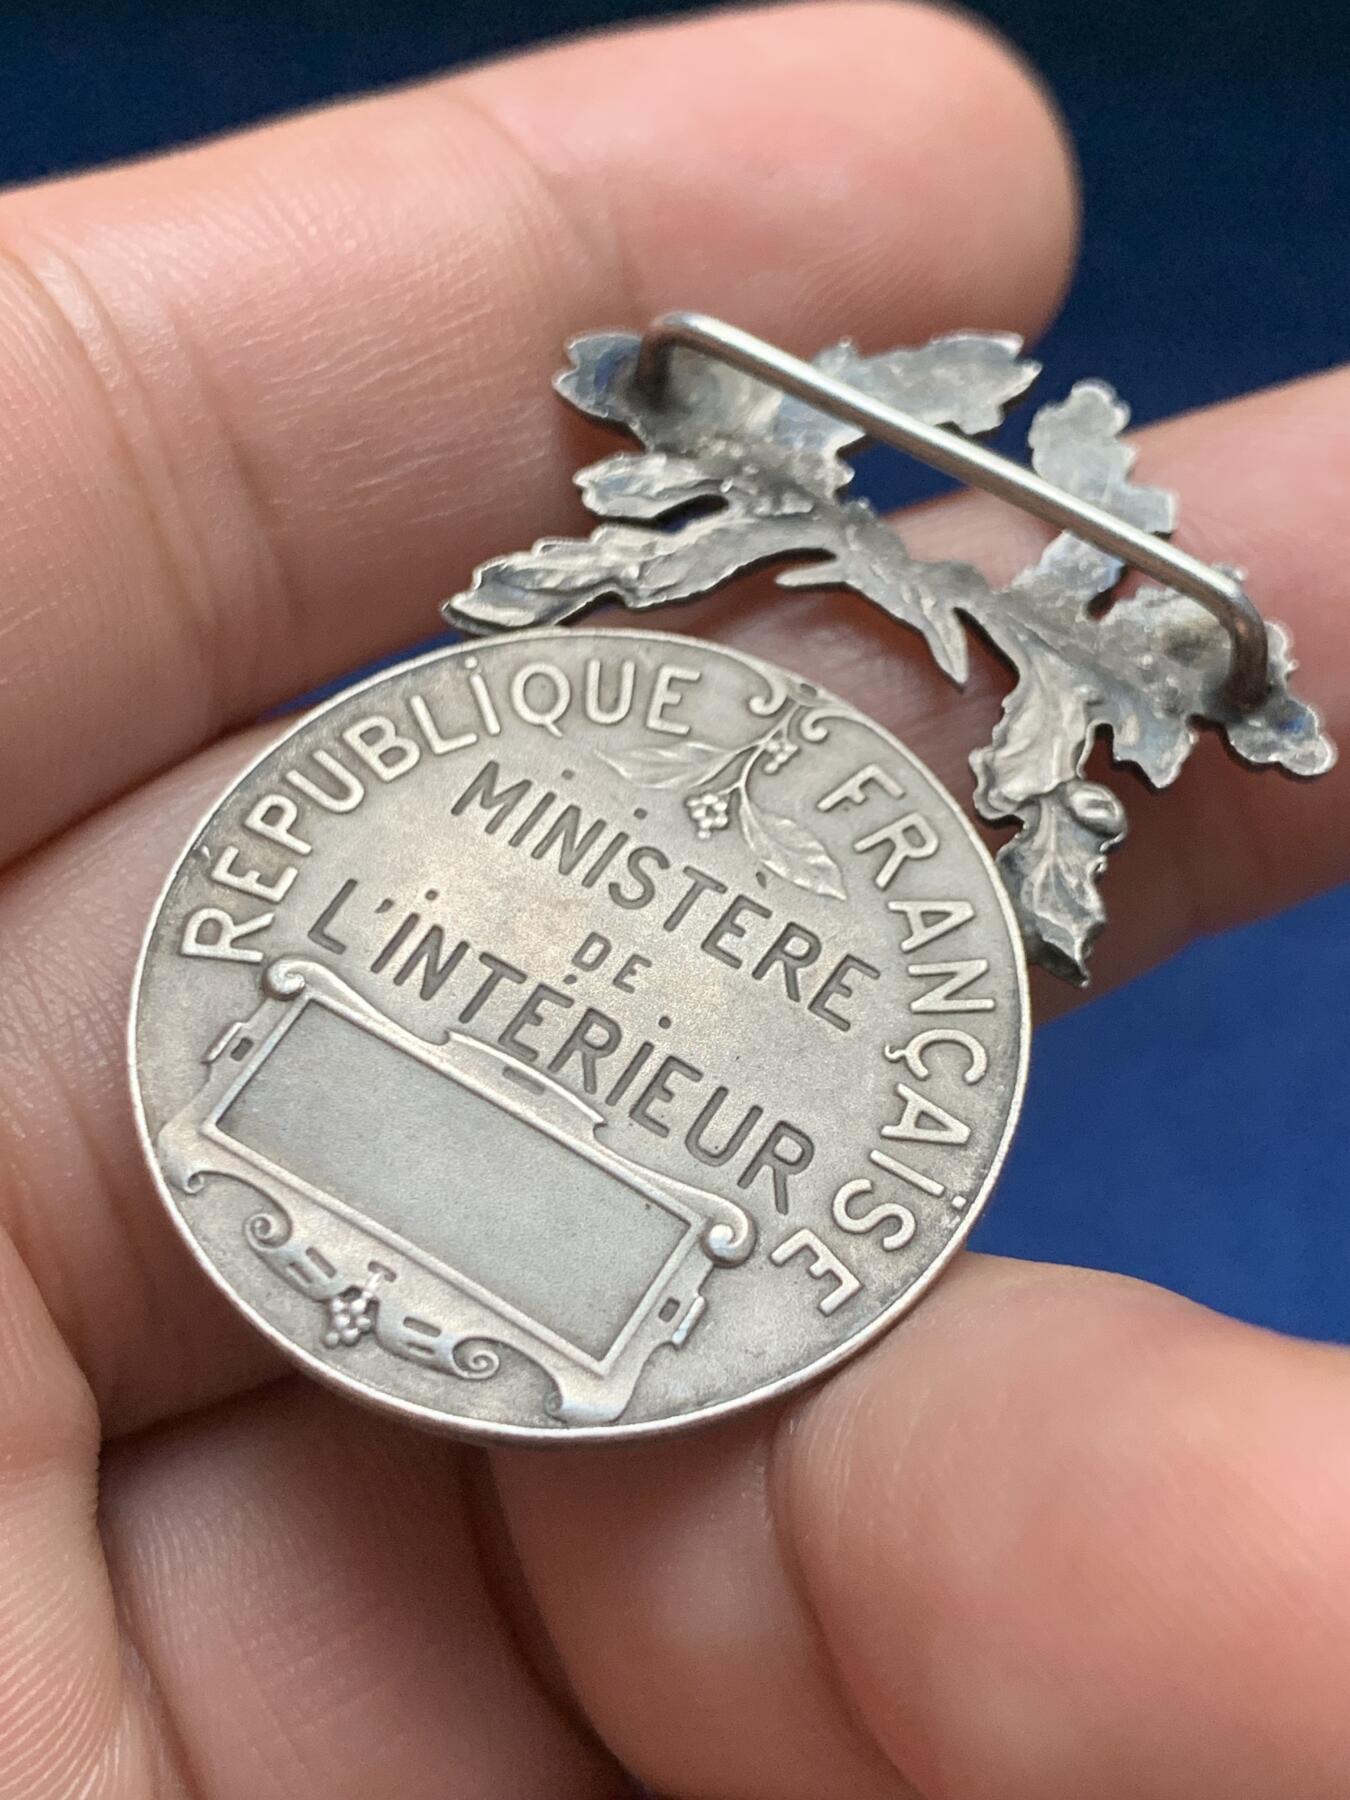 RÉPUBLIQUE FRANÇAISE
MINISTÈRE
DE
L'INTÉRIEUR